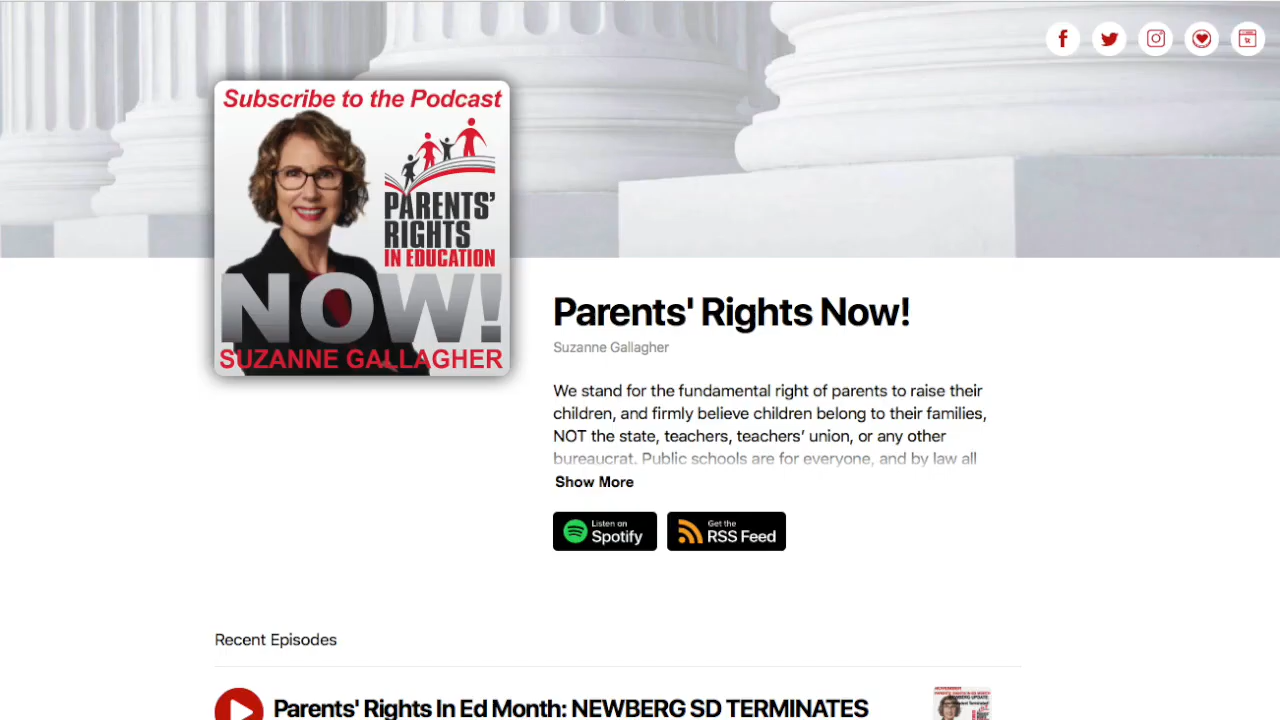 Subscribe to the Podcast
PARENTS'
RIGHTS
IN EDUCATION
NOW!
SUZANNE GALLAGHER
Parents' Rights Now!
Suzanne Gallagher
We stand for the fundamental right of parents to raise their
children, and firmly believe children belong to their families,
NOT the state, teachers, teachers’ union, or any other
bureaucrat. Public schools are for everyone, and by law all
Show More
Listen on
Spotify
Get the
RSS Feed
Recent Episodes
Parents' Rights In Ed Month: NEWBERG SD TERMINATES